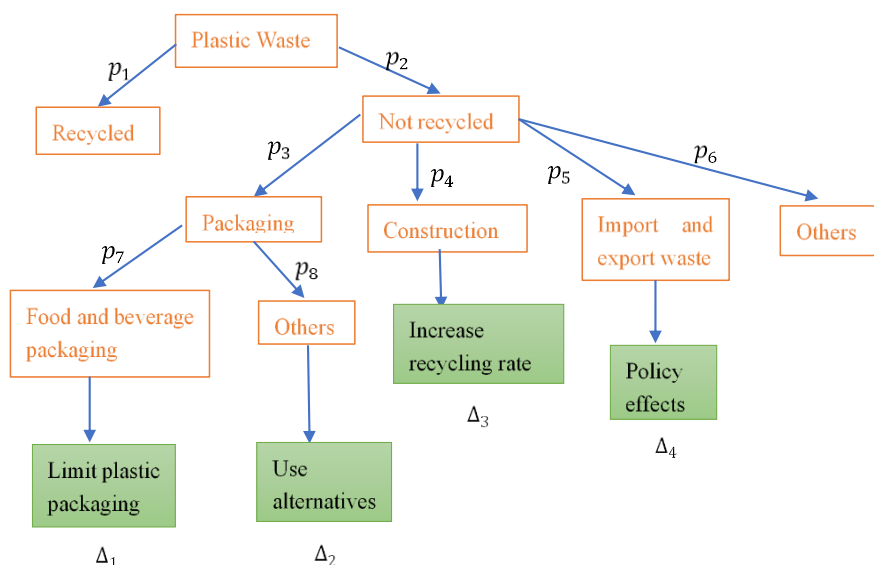 Plastic Waste
p₁
p₂
Recycled
Not recycled
p₃
p₄
p₅
p₆
Packaging
Construction
Import and
export waste
Others
p₇
p₈
Food and beverage
packaging
Others
Increase
recycling rate
Policy
effects
Δ₃
Δ₄
Limit plastic
packaging
Use
alternatives
Δ₁
Δ₂